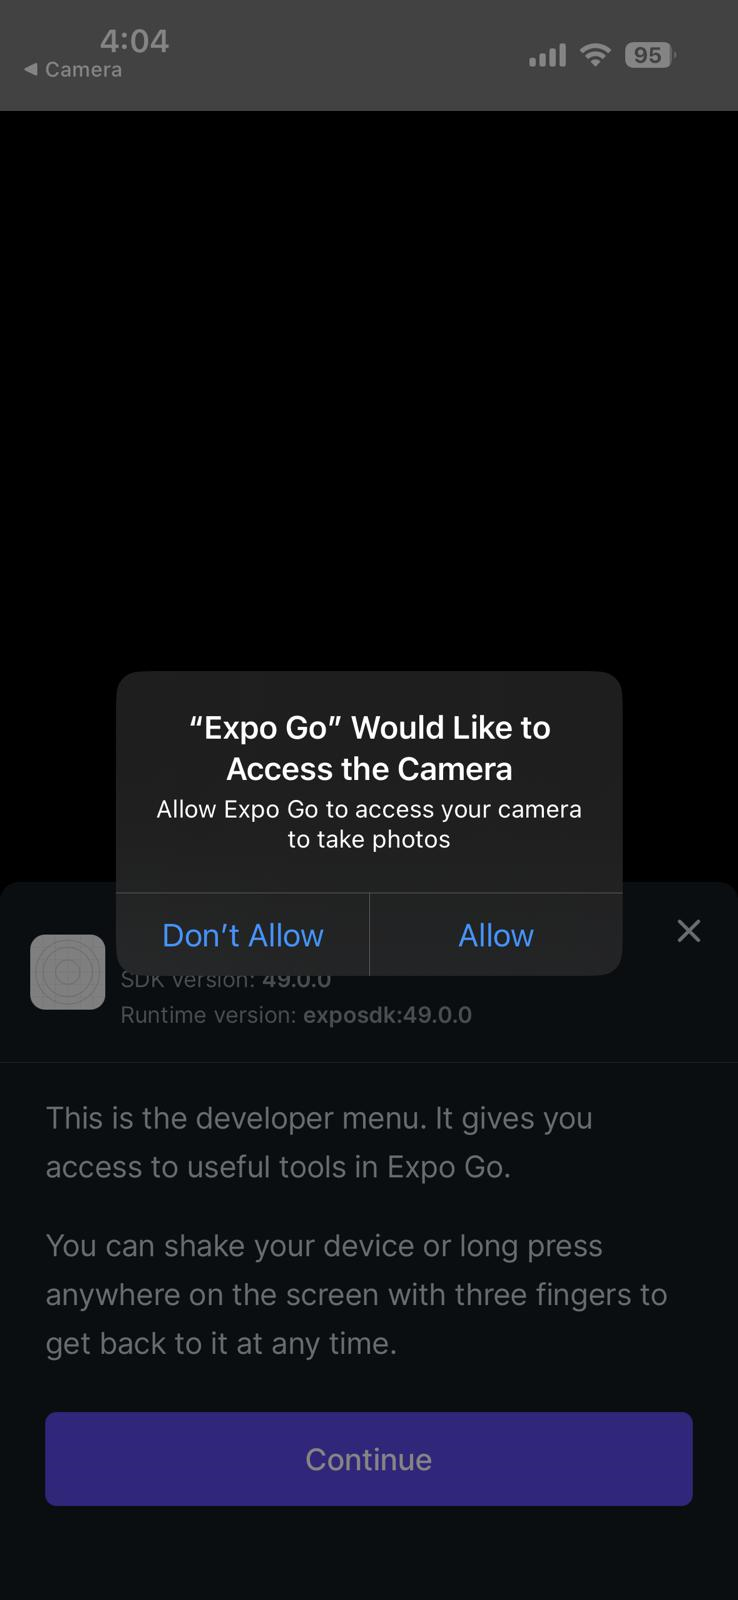 4:04
◀ Camera
95
“Expo Go” Would Like to
Access the Camera
Allow Expo Go to access your camera
to take photos
Don’t Allow
Allow
SDK version: 49.0.0
Runtime version: exposdk:49.0.0
This is the developer menu. It gives you
access to useful tools in Expo Go.
You can shake your device or long press
anywhere on the screen with three fingers to
get back to it at any time.
Continue